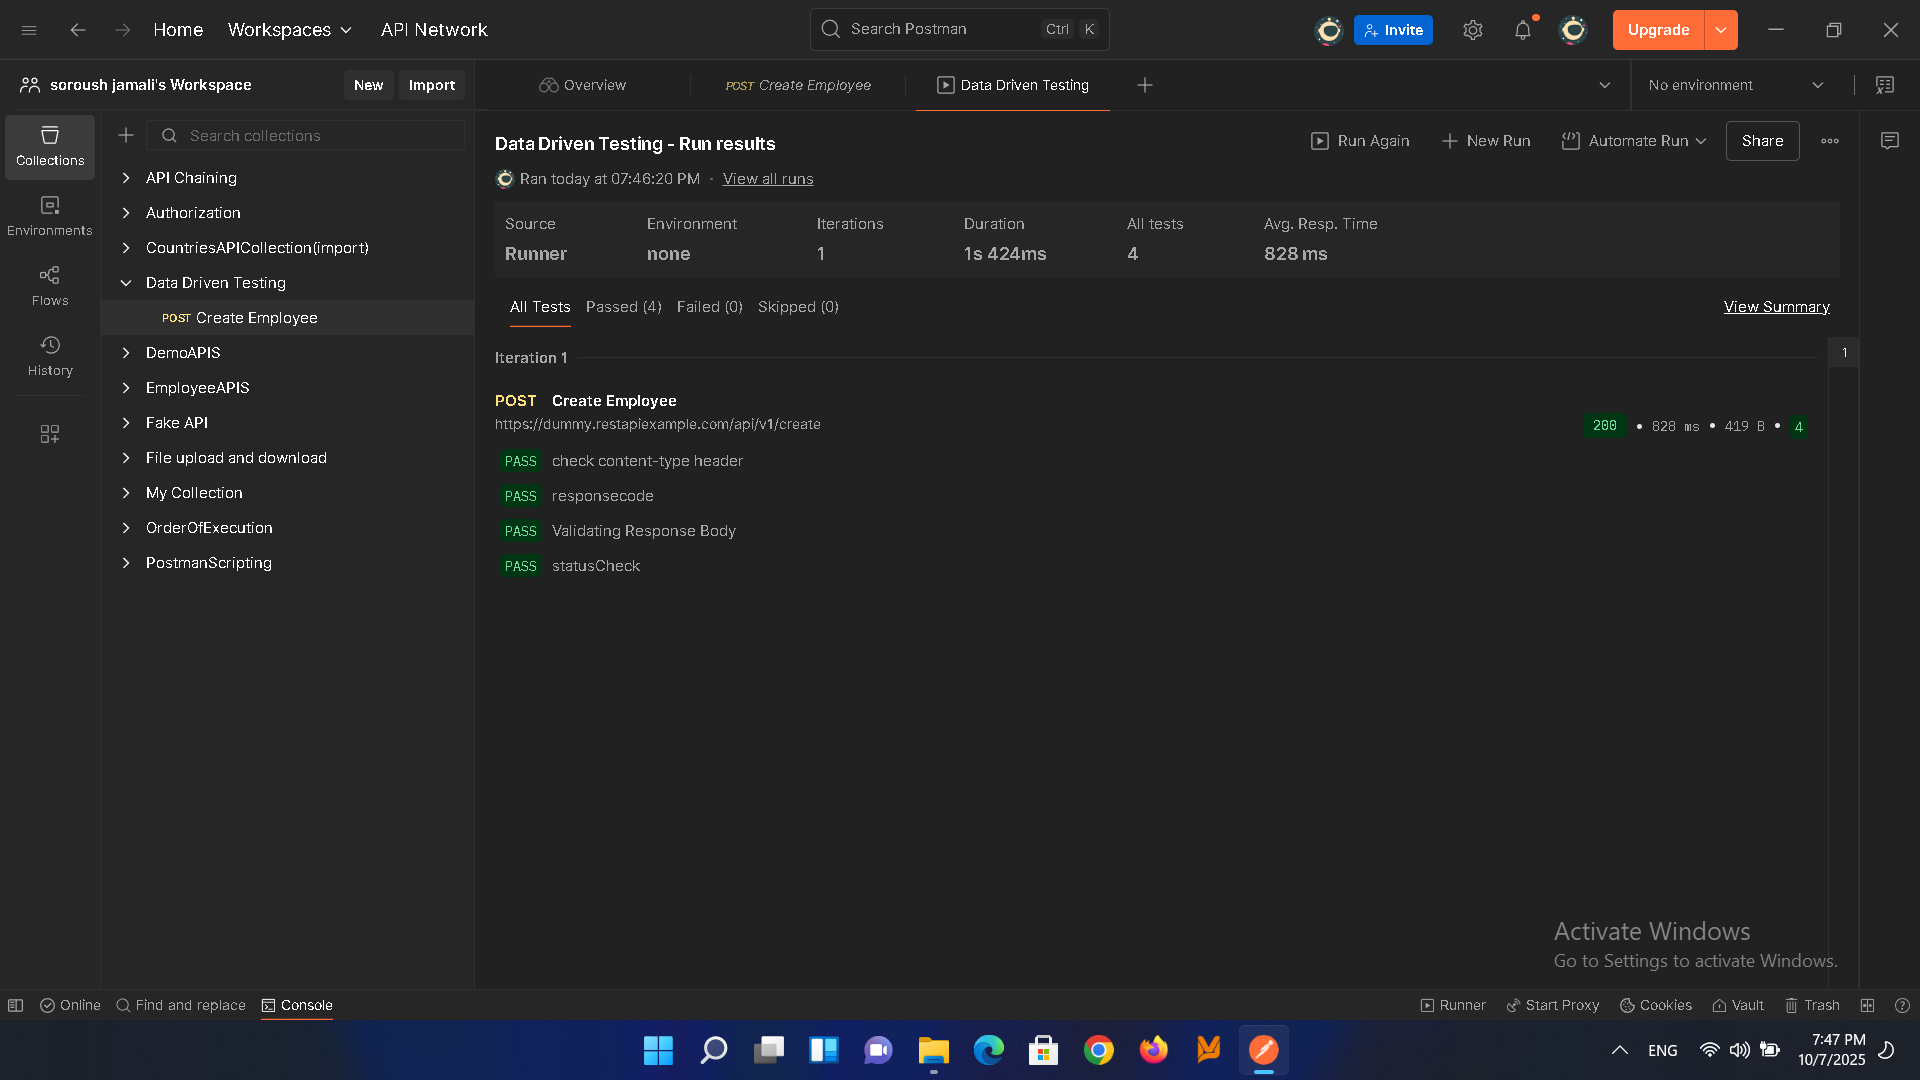 Home
Workspaces
API Network
Search Postman
Ctrl K
Invite
Upgrade
soroush jamali's Workspace
New
Import
Overview
POST Create Employee
Data Driven Testing
No environment
Collections
Environments
Flows
History
Search collections
API Chaining
Authorization
CountriesAPICollection(import)
Data Driven Testing
POST Create Employee
DemoAPIS
EmployeeAPIS
Fake API
File upload and download
My Collection
OrderOfExecution
PostmanScripting
Data Driven Testing - Run results
Run Again
New Run
Automate Run
Share
Ran today at 07:46:20 PM · View all runs
Source Environment Iterations Duration All tests Avg. Resp. Time
Runner none 1 1s 424ms 4 828 ms
All Tests Passed (4) Failed (0) Skipped (0)
View Summary
Iteration 1
1
POST Create Employee
https://dummy.restapiexample.com/api/v1/create
200 • 828 ms • 419 B • 4
PASS check content-type header
PASS responsecode
PASS Validating Response Body
PASS statusCheck
Activate Windows
Go to Settings to activate Windows.
Online
Find and replace
Console
Runner
Start Proxy
Cookies
Vault
Trash
ENG
7:47 PM
10/7/2025